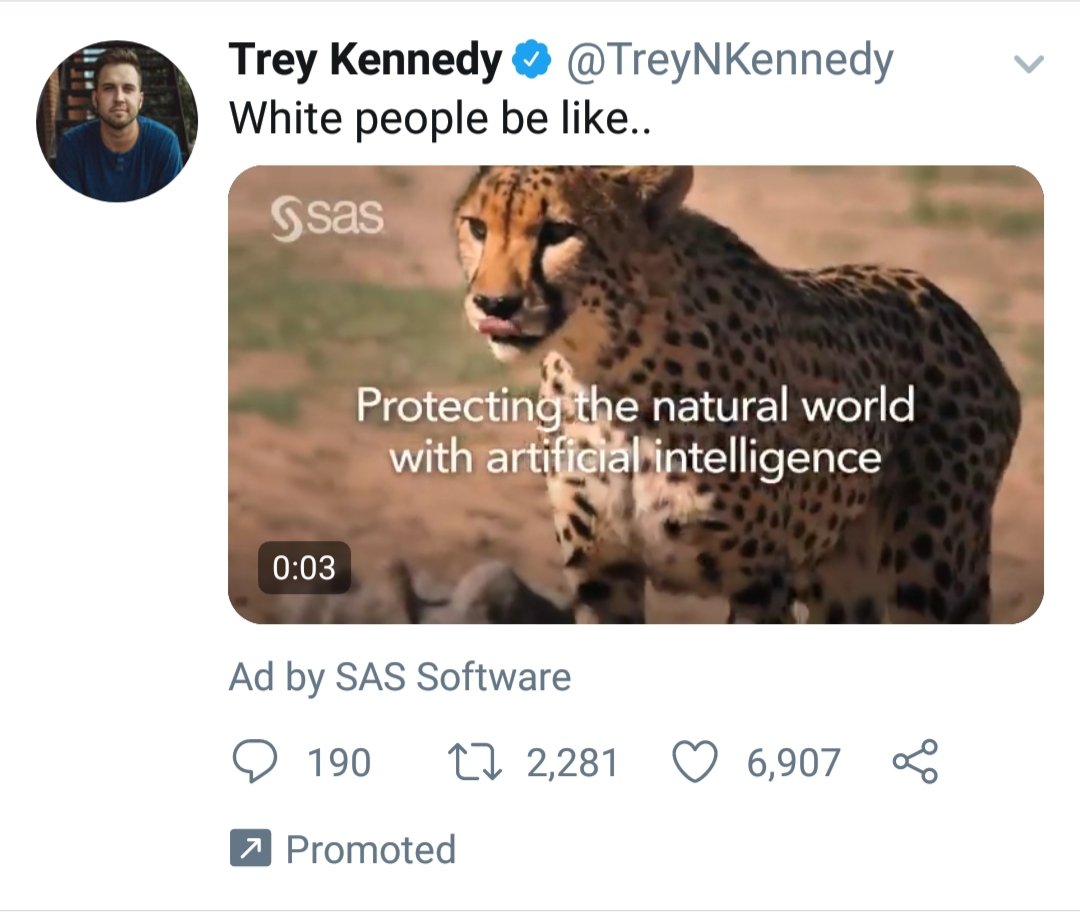 Trey Kennedy @TreyNKennedy
White people be like..
sas
Protecting the natural world
with artificial intelligence
0:03
Ad by SAS Software
190 2,281 6,907
Promoted